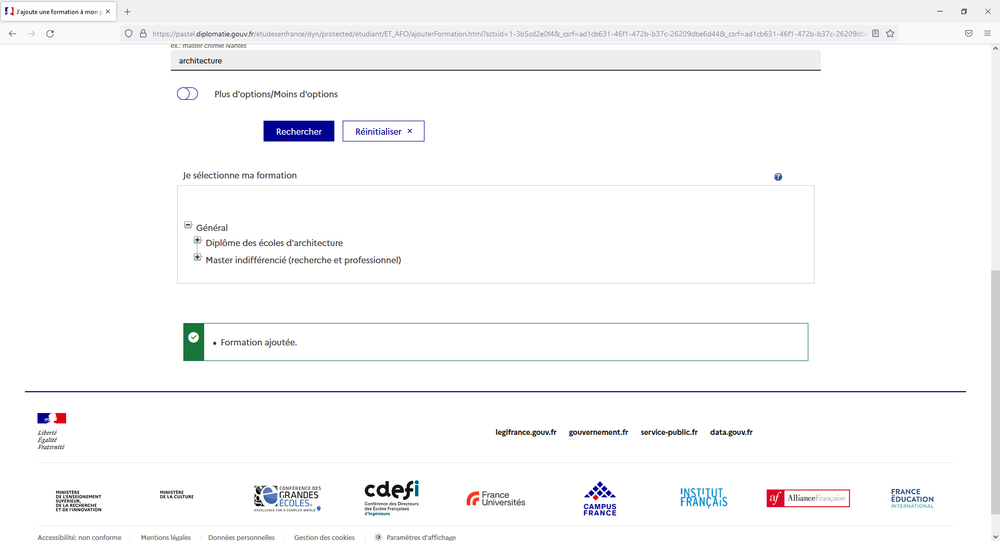 J'ajoute une formation à mon p
https://pastel.diplomatie.gouv.fr/etudesenfrance/dyn/protected/etudiant/ET_AFO/ajouterFormation.html?sctxid=1-3b5cd2e0f4&_csrf=ad1cb631-46f1-472b-b37c-26209dbe6d44&_csrf=ad1cb631-46f1-472b-b37c-26209dbe
ex.: master chimie Nantes
architecture
Plus d'options/Moins d'options
Rechercher
Réinitialiser ×
Je sélectionne ma formation
?
Général
Diplôme des écoles d'architecture
Master indifférencié (recherche et professionnel)
• Formation ajoutée.
Liberté
Égalité
Fraternité
legifrance.gouv.fr gouvernement.fr service-public.fr data.gouv.fr
MINISTÈRE
DE L'ENSEIGNEMENT
SUPÉRIEUR,
DE LA RECHERCHE
ET DE L'INNOVATION
MINISTÈRE
DE LA CULTURE
CONFÉRENCE DES
GRANDES
ÉCOLES
EXCELLENCE FOR A COMPLEX WORLD
cdefi
Conférence des Directeurs
des Écoles Françaises
d'Ingénieurs
France
Universités
CAMPUS
FRANCE
INSTITUT
FRANÇAIS
af AllianceFrançaise
FRANCE
ÉDUCATION
INTERNATIONAL
Accessibilité: non conforme Mentions légales Données personnelles Gestion des cookies Paramètres d'affichage